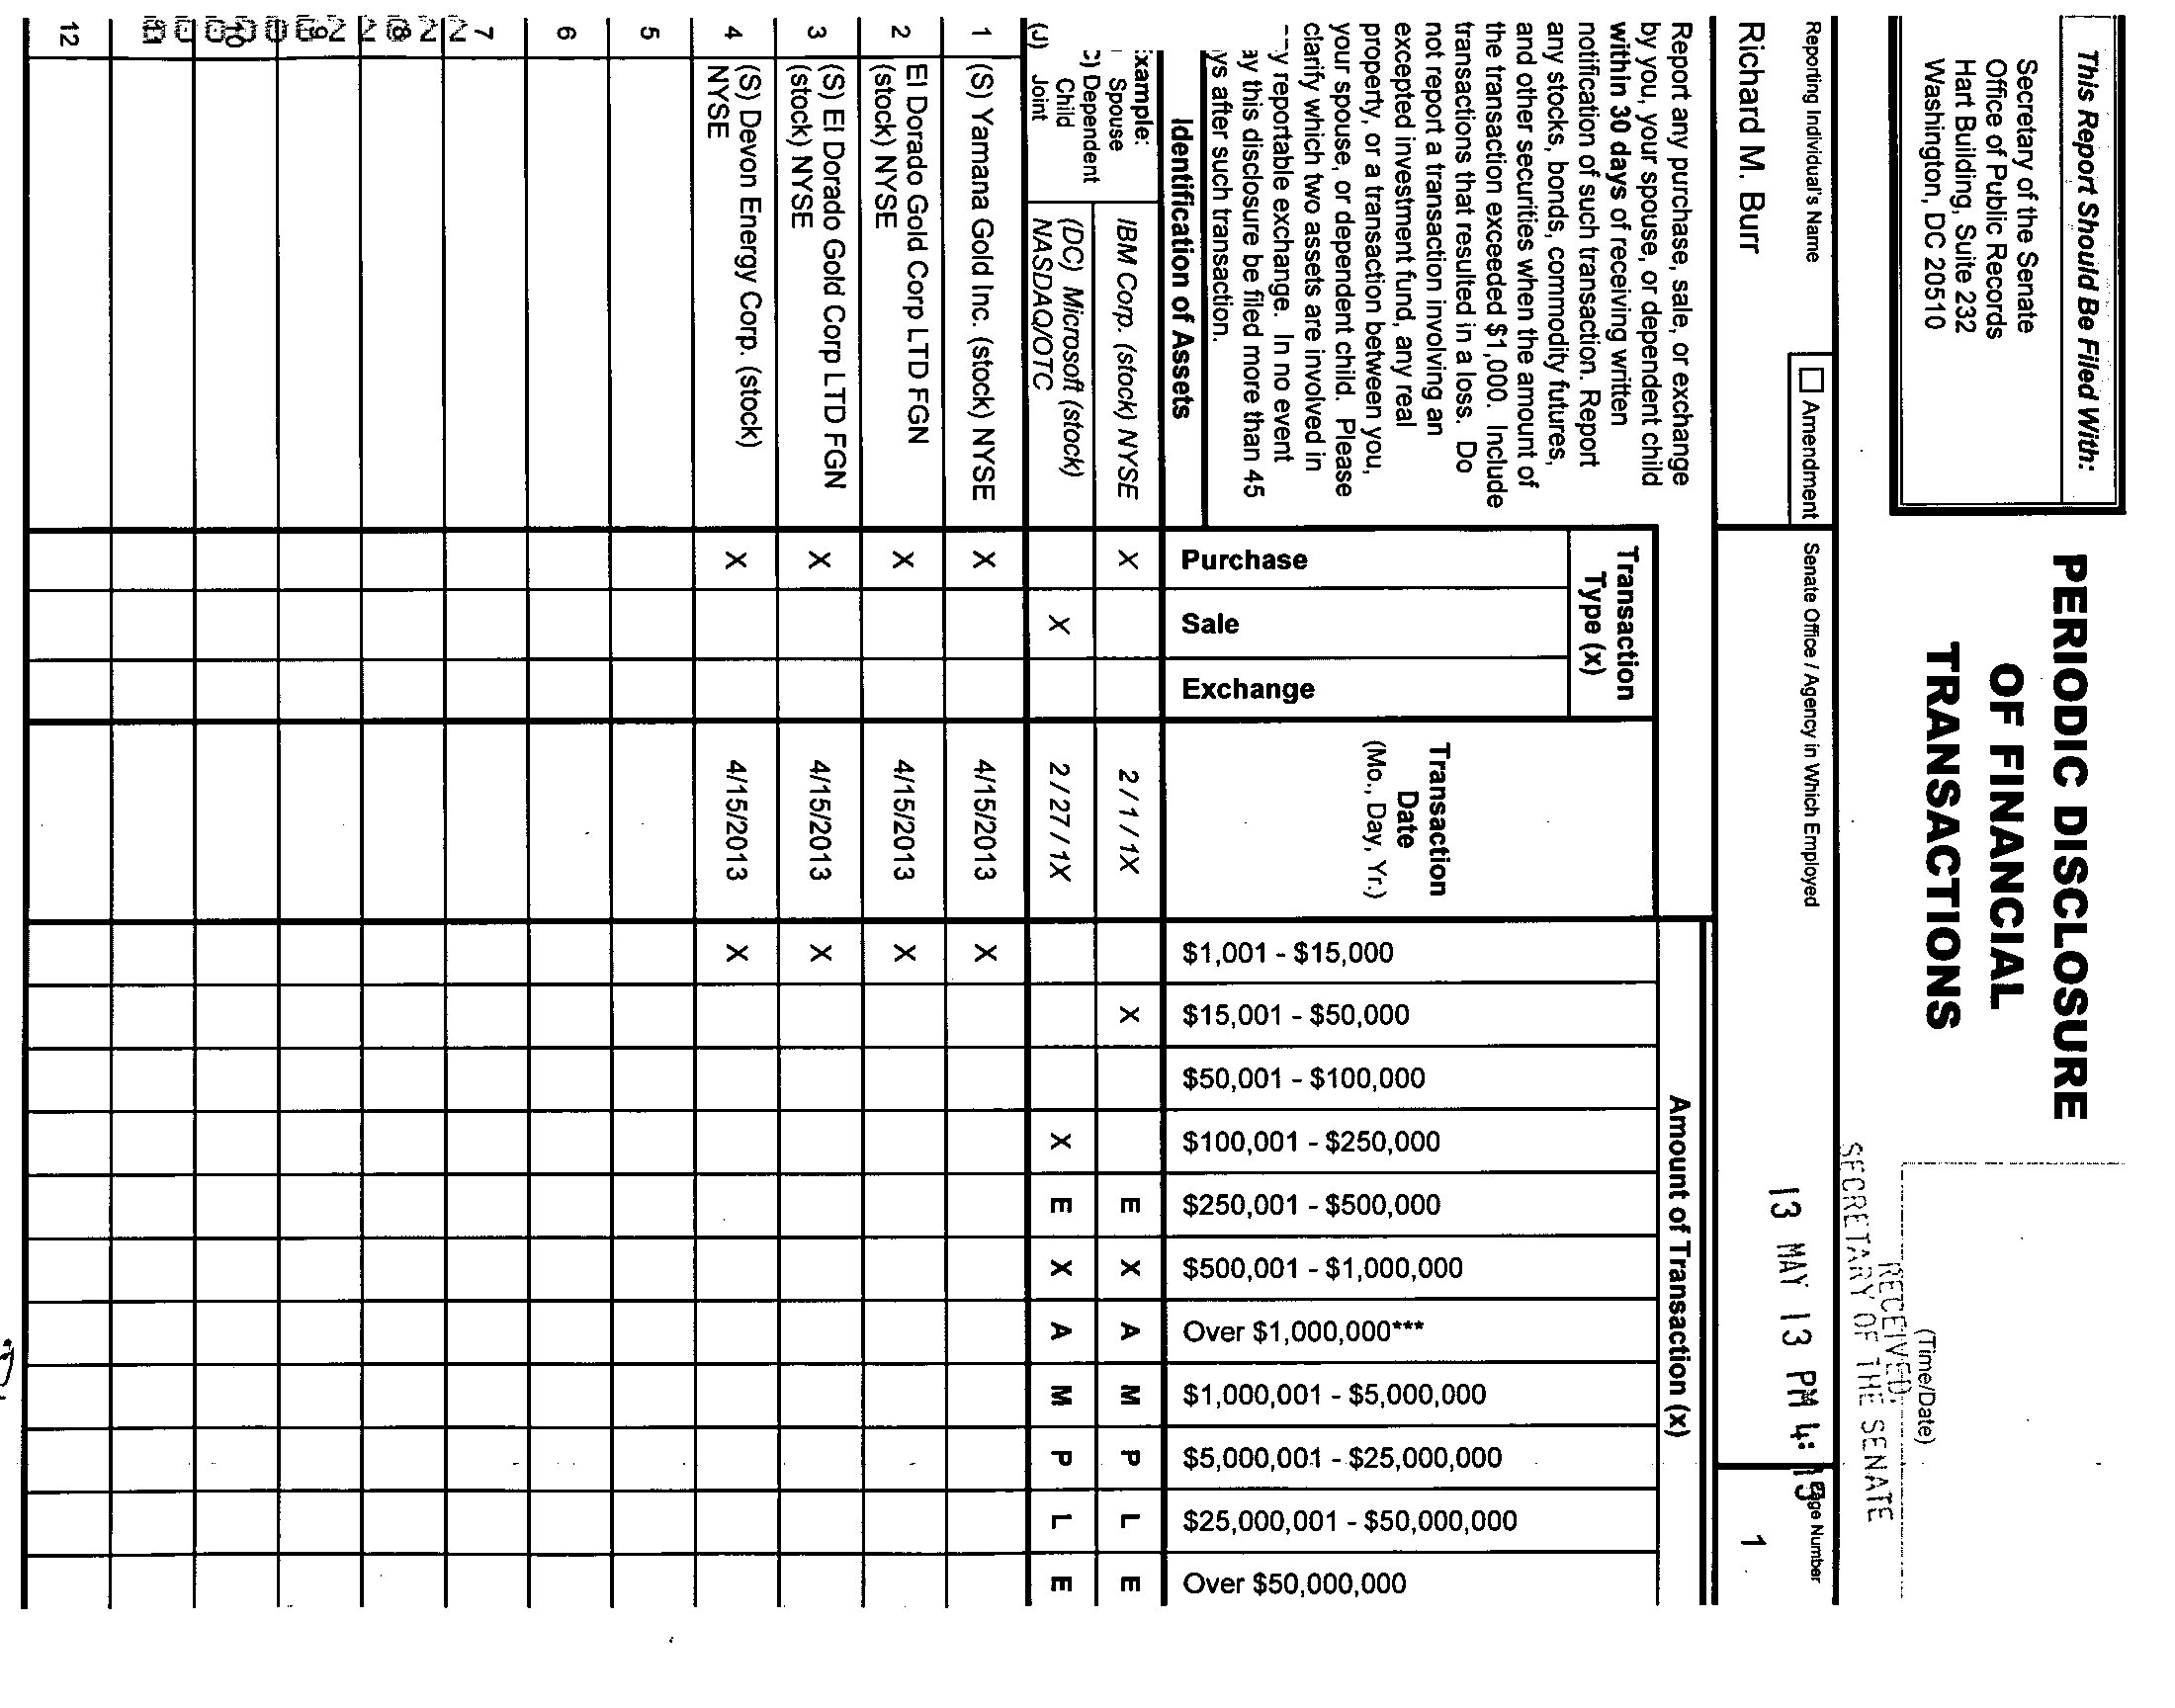 This Report Should Be Filed With:
Secretary of the Senate
Office of Public Records
Hart Building, Suite 232
Washington, DC 20510
PERIODIC DISCLOSURE
OF FINANCIAL
TRANSACTIONS
(Time/Date)
RECEIVED
SECRETARY OF THE SENATE
13 MAY 13 PM 4:
Reporting Individual's Name
Richard M. Burr
Amendment
Senate Office / Agency in Which Employed
Number
1
Report any purchase, sale, or exchange
by you, your spouse, or dependent child
within 30 days of receiving written
notification of such transaction. Report
any stocks, bonds, commodity futures,
and other securities when the amount of
the transaction exceeded $1,000. Include
transactions that resulted in a loss. Do
not report a transaction involving an
excepted investment fund, any real
property, or a transaction between you,
your spouse, or dependent child. Please
clarify which two assets are involved in
reportable exchange. In no event
ay this disclosure be filed more than 45
ys after such transaction.
Identification of Assets
Transaction
Type (x)
Purchase
Sale
Exchange
Transaction
Date
(Mo., Day, Yr.)
Amount of Transaction (x)
$1,001 - $15,000
$15,001 - $50,000
$50,001 - $100,000
$100,001 - $250,000
$250,001 - $500,000
$500,001 - $1,000,000
Over $1,000,000***
$1,000,001 - $5,000,000
$5,000,001 - $25,000,000
$25,000,001 - $50,000,000
Over $50,000,000
xample:
Spouse
) Dependent
Child
(J) Joint
IBM Corp. (stock) NYSE X 2 / 1 / 1X X E X A M P L E
(DC) Microsoft (stock)
NASDAQ/OTC X 2 / 27 / 1X X E X A M P L E
1 (S) Yamana Gold Inc. (stock) NYSE X 4/15/2013 X
2 El Dorado Gold Corp LTD FGN
(stock) NYSE X 4/15/2013 X
3 (S) El Dorado Gold Corp LTD FGN
(stock) NYSE X 4/15/2013 X
4 (S) Devon Energy Corp. (stock)
NYSE X 4/15/2013 X
5
6
7
8
9
10
12